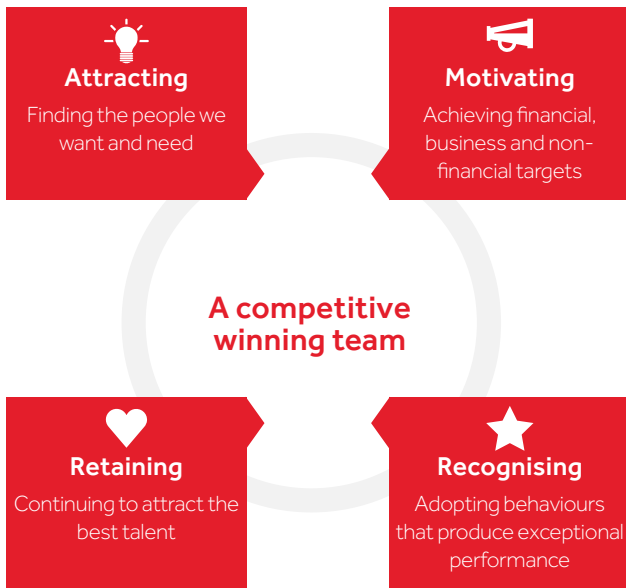 Attracting
Finding the people we
want and need
Motivating
Achieving financial,
business and non-
financial targets
A competitive
winning team
Retaining
Continuing to attract the
best talent
Recognising
Adopting behaviours
that produce exceptional
performance